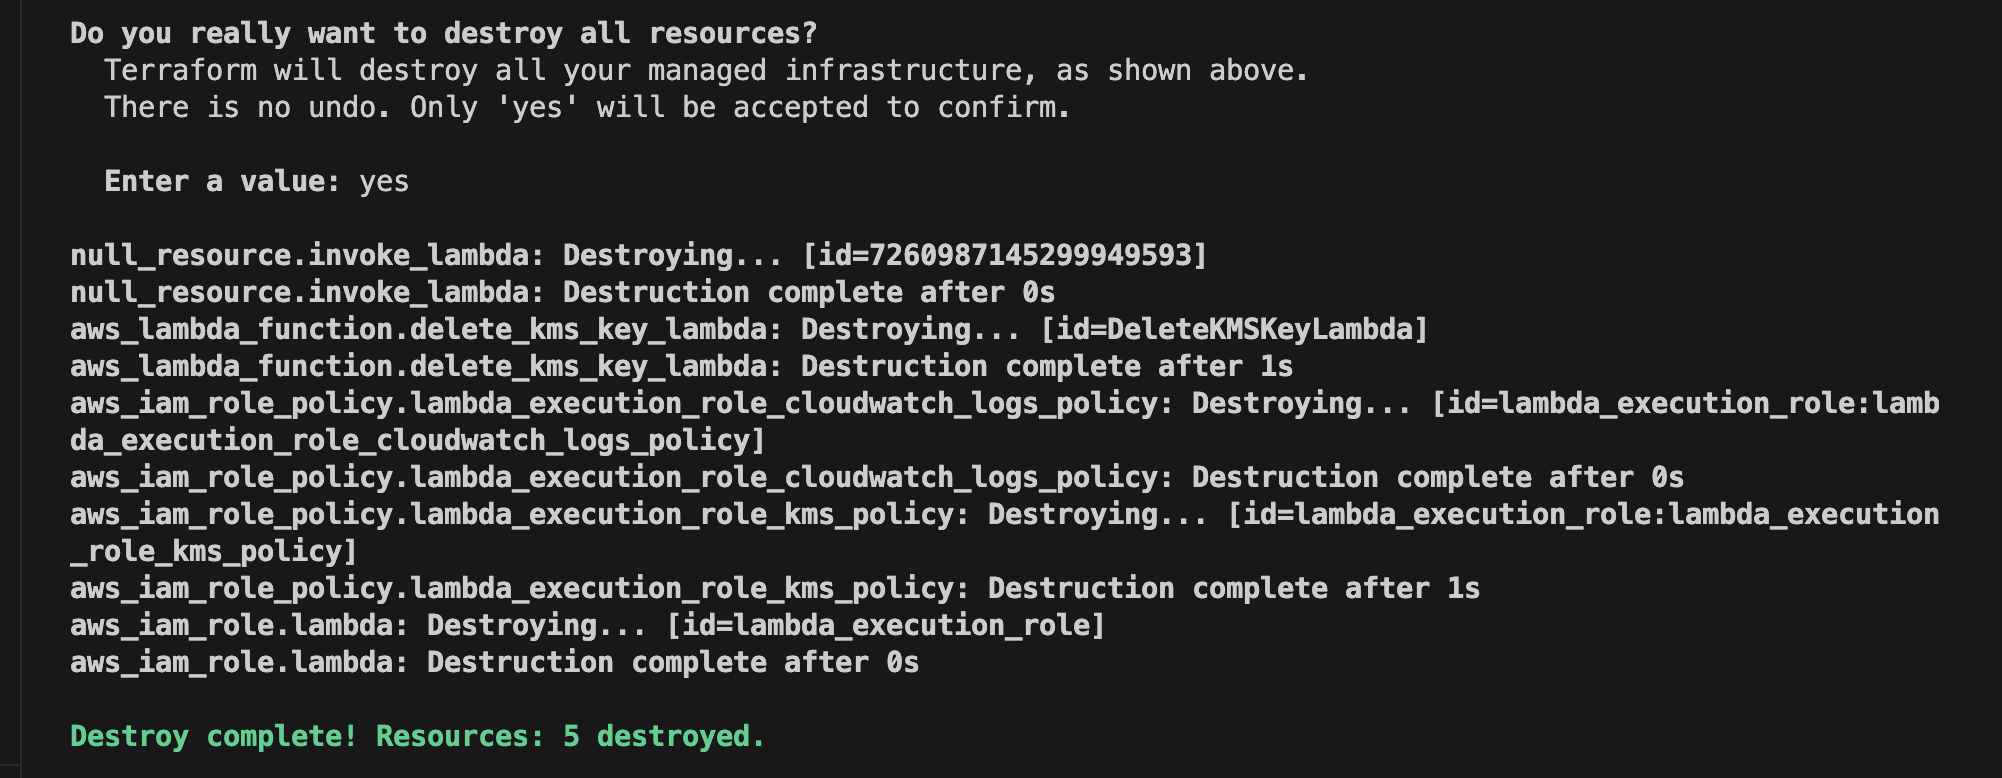 Do you really want to destroy all resources?
Terraform will destroy all your managed infrastructure, as shown above.
There is no undo. Only 'yes' will be accepted to confirm.
Enter a value: yes
null_resource.invoke_lambda: Destroying... [id=7260987145299949593]
null_resource.invoke_lambda: Destruction complete after 0s
aws_lambda_function.delete_kms_key_lambda: Destroying... [id=DeleteKMSKeyLambda]
aws_lambda_function.delete_kms_key_lambda: Destruction complete after 1s
aws_iam_role_policy.lambda_execution_role_cloudwatch_logs_policy: Destroying... [id=lambda_execution_role:lamb
da_execution_role_cloudwatch_logs_policy]
aws_iam_role_policy.lambda_execution_role_cloudwatch_logs_policy: Destruction complete after 0s
aws_iam_role_policy.lambda_execution_role_kms_policy: Destroying... [id=lambda_execution_role:lambda_execution
_role_kms_policy]
aws_iam_role_policy.lambda_execution_role_kms_policy: Destruction complete after 1s
aws_iam_role.lambda: Destroying... [id=lambda_execution_role]
aws_iam_role.lambda: Destruction complete after 0s
Destroy complete! Resources: 5 destroyed.